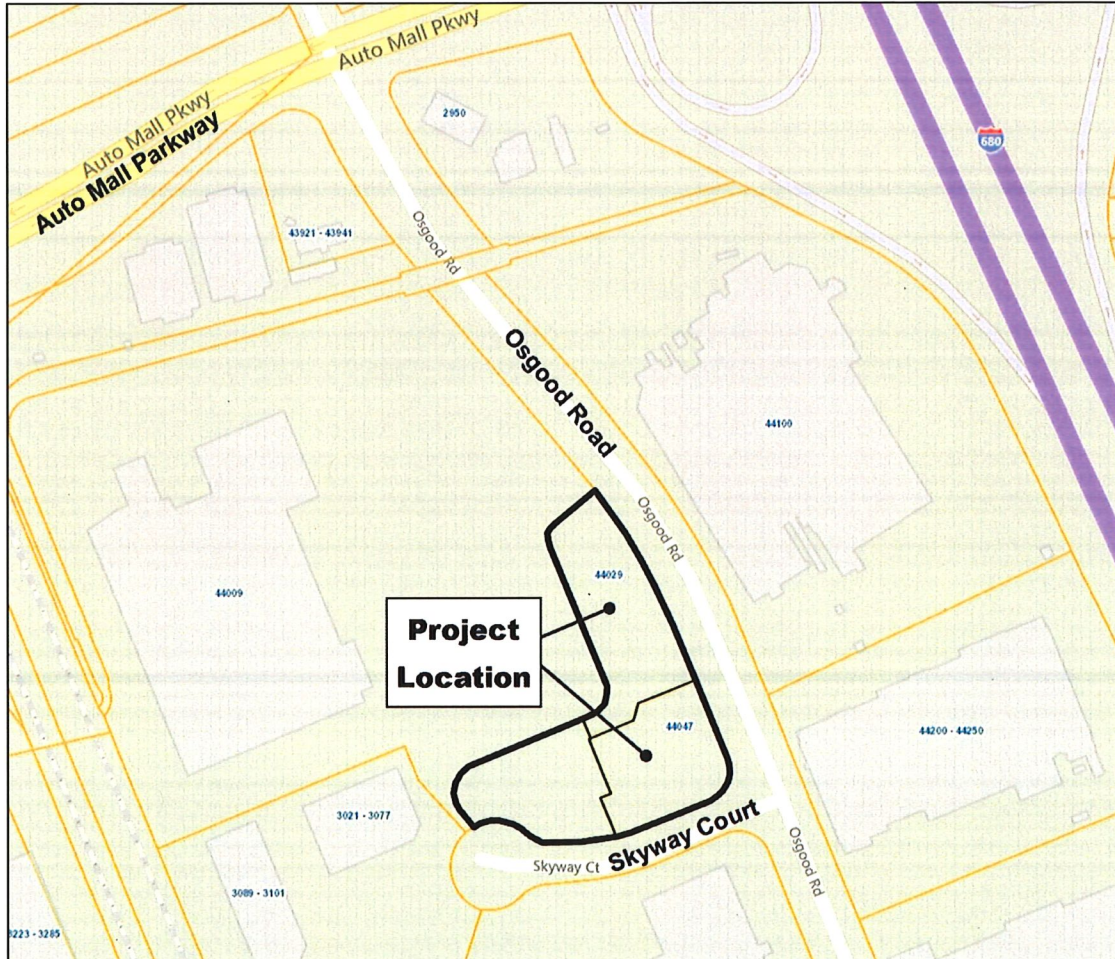 Auto Mall Pkwy
Auto Mall Pkwy
Auto Mall Parkway
2950
680
43921 - 43941
Osgood Rd
Osgood Road
44100
Osgood Rd
44029
44009
Project
Location
44047
44200 - 44250
3021 - 3077
Skyway Court
Skyway Ct
Osgood Rd
3089 - 3101
3223 - 3285